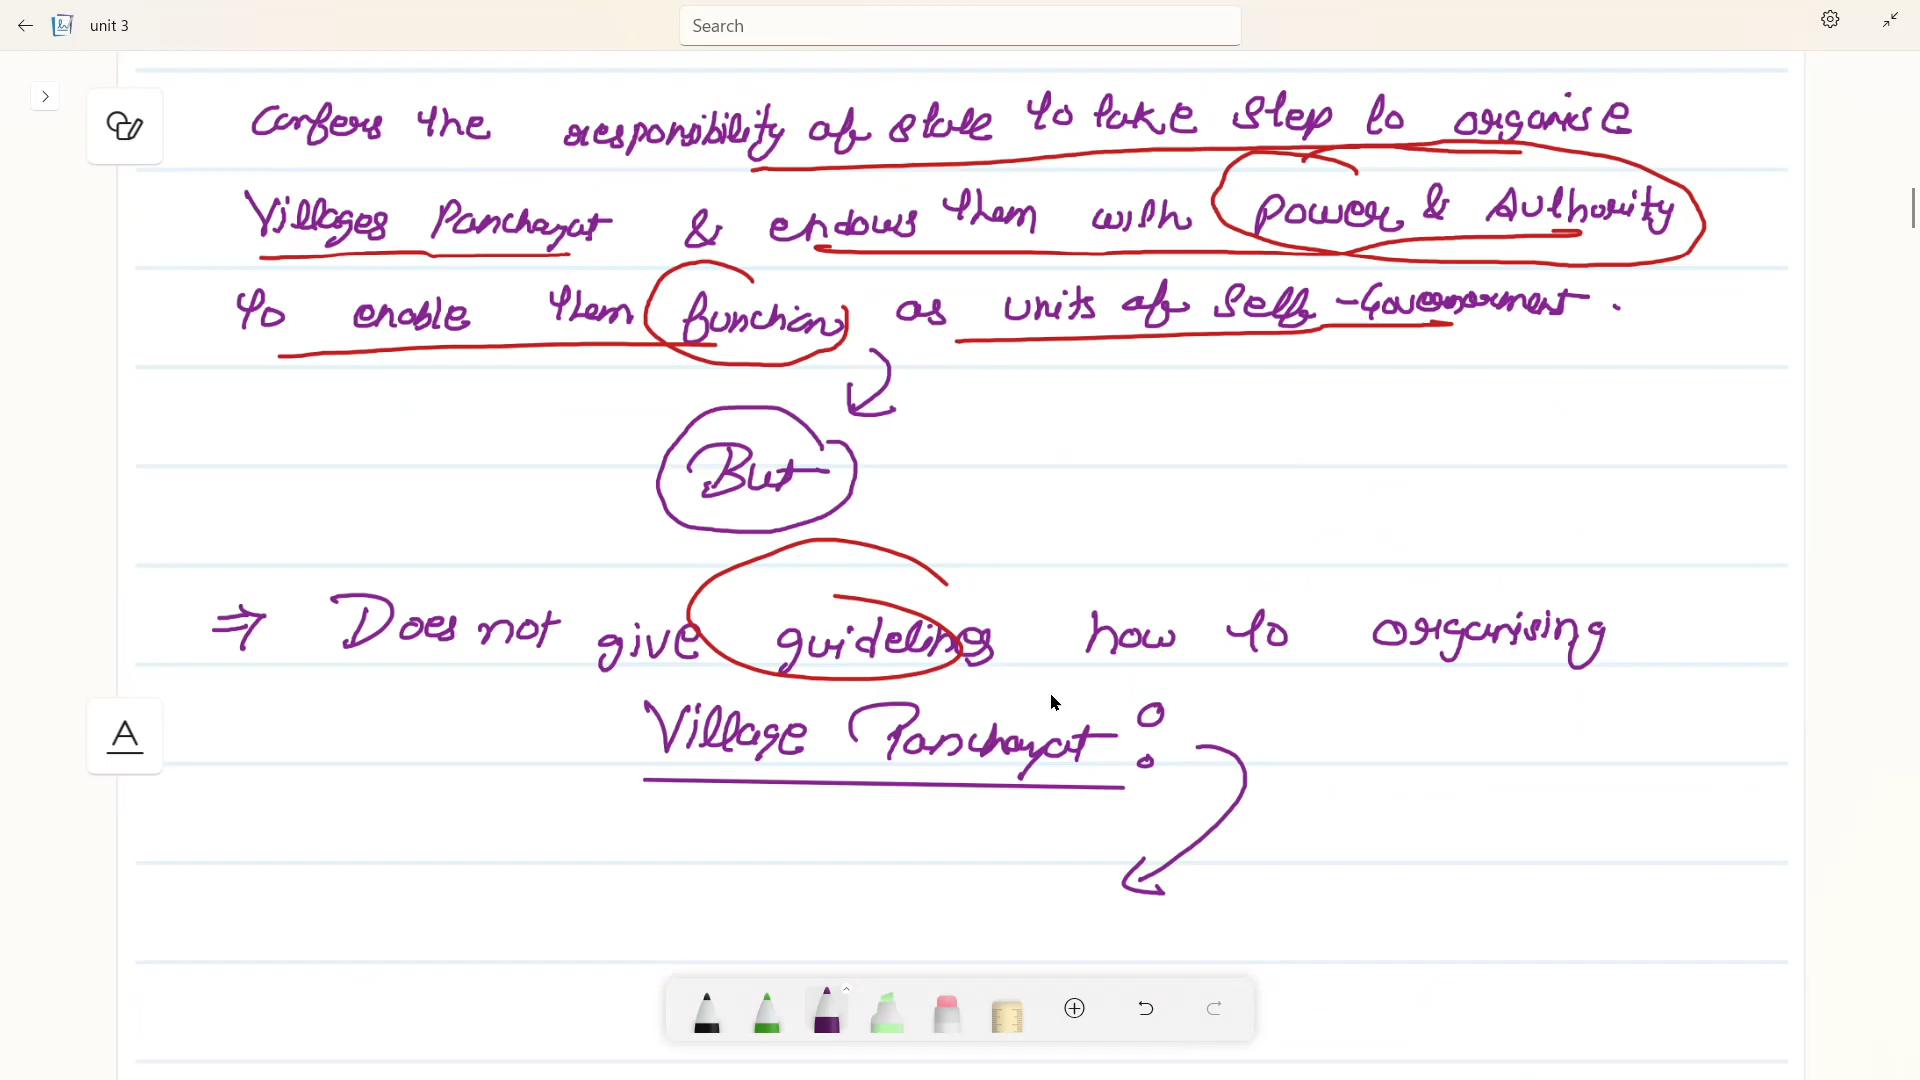 unit 3
Search
Confers the responsibility of state to take step to organise
Villages Panchayat & endows them with power & Authority
to enable them function as units of Self-Government.
But
⇒ Does not give guidelines how to organising
Village Panchayat :
A